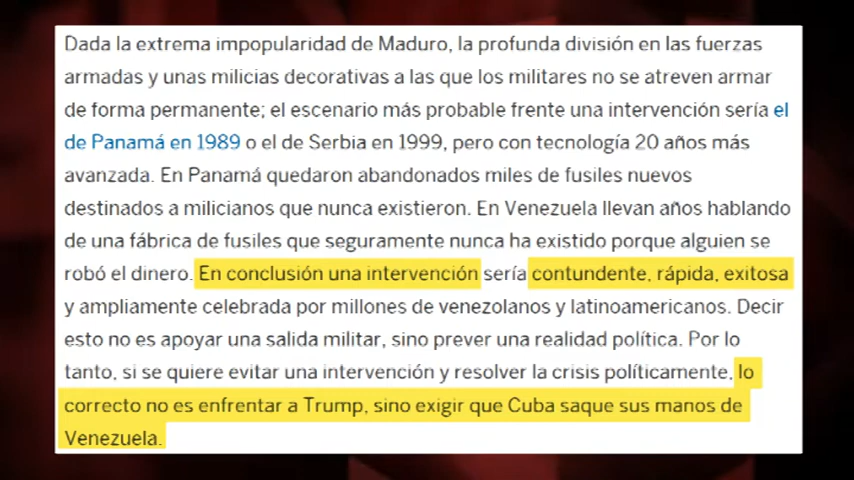 Dada la extrema impopularidad de Maduro, la profunda división en las fuerzas
armadas y unas milicias decorativas a las que los militares no se atreven armar
de forma permanente; el escenario más probable frente una intervención sería el
de Panamá en 1989 o el de Serbia en 1999, pero con tecnología 20 años más
avanzada. En Panamá quedaron abandonados miles de fusiles nuevos
destinados a milicianos que nunca existieron. En Venezuela llevan años hablando
de una fábrica de fusiles que seguramente nunca ha existido porque alguien se
robó el dinero. En conclusión una intervención sería contundente, rápida, exitosa
y ampliamente celebrada por millones de venezolanos y latinoamericanos. Decir
esto no es apoyar una salida militar, sino prever una realidad política. Por lo
tanto, si se quiere evitar una intervención y resolver la crisis políticamente, lo
correcto no es enfrentar a Trump, sino exigir que Cuba saque sus manos de
Venezuela.